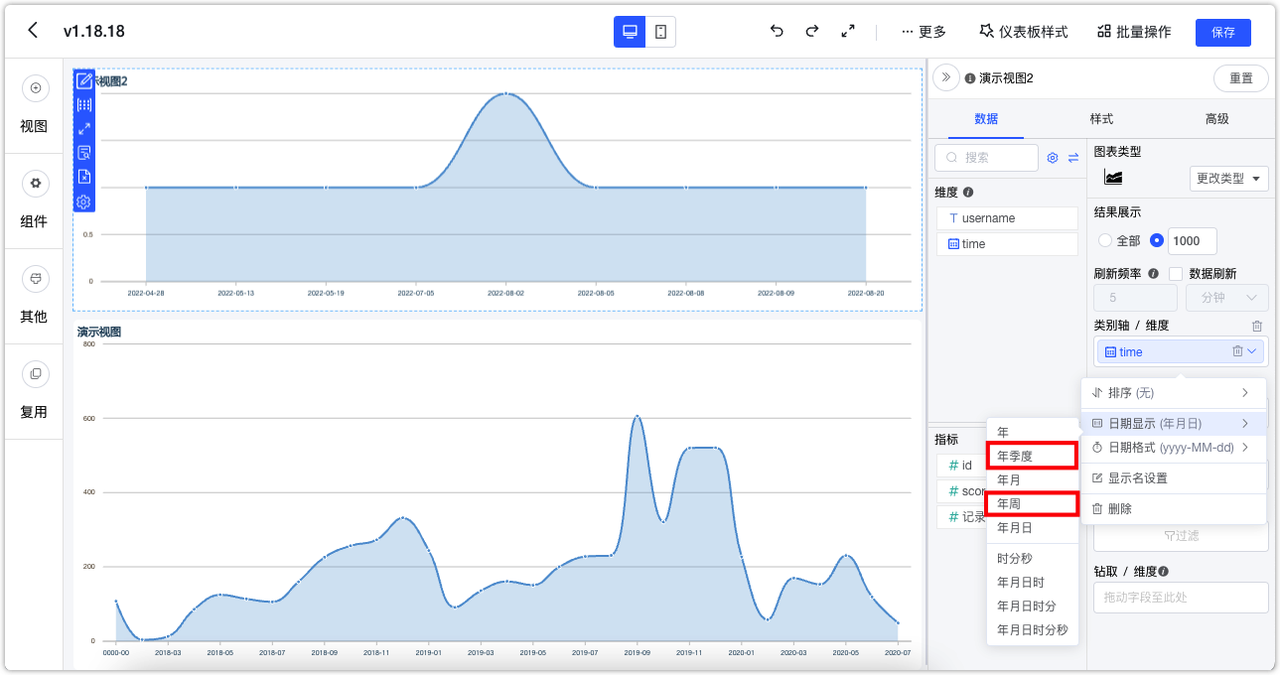 v1.18.18
更多
仪表板样式
批量操作
保存
视图
组件
其他
复用
示视图2
0.5
0
2022-04-28
2022-05-13
2022-05-19
2022-07-05
2022-08-02
2022-08-05
2022-08-08
2022-08-09
2022-08-20
演示视图
800
600
400
200
0
0000-00
2018-03
2018-05
2018-07
2018-09
2018-11
2019-01
2019-03
2019-05
2019-07
2019-09
2019-11
2020-01
2020-03
2020-05
2020-07
演示视图2
重置
数据
样式
高级
搜索
维度
T username
time
指标
# id
# scor
# 记录
图表类型
更改类型
结果展示
全部
1000
刷新频率
数据刷新
5
分钟
类别轴 / 维度
time
排序 (无)
日期显示 (年月日)
日期格式 (yyyy-MM-dd)
显示名设置
删除
年
年季度
年月
年周
年月日
时分秒
年月日时
年月日时分
年月日时分秒
过滤
钻取 / 维度
拖动字段至此处